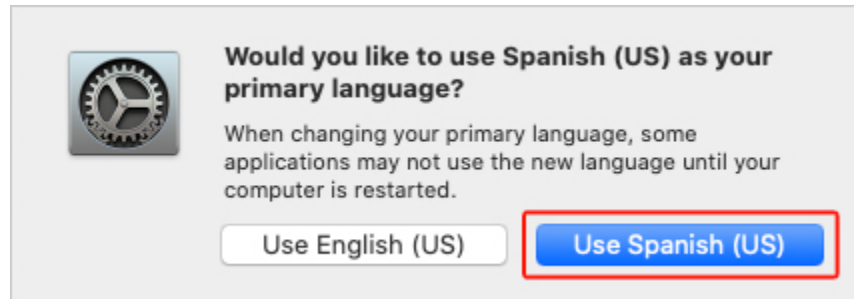 Would you like to use Spanish (US) as your
primary language?
When changing your primary language, some
applications may not use the new language until your
computer is restarted.
Use English (US)
Use Spanish (US)